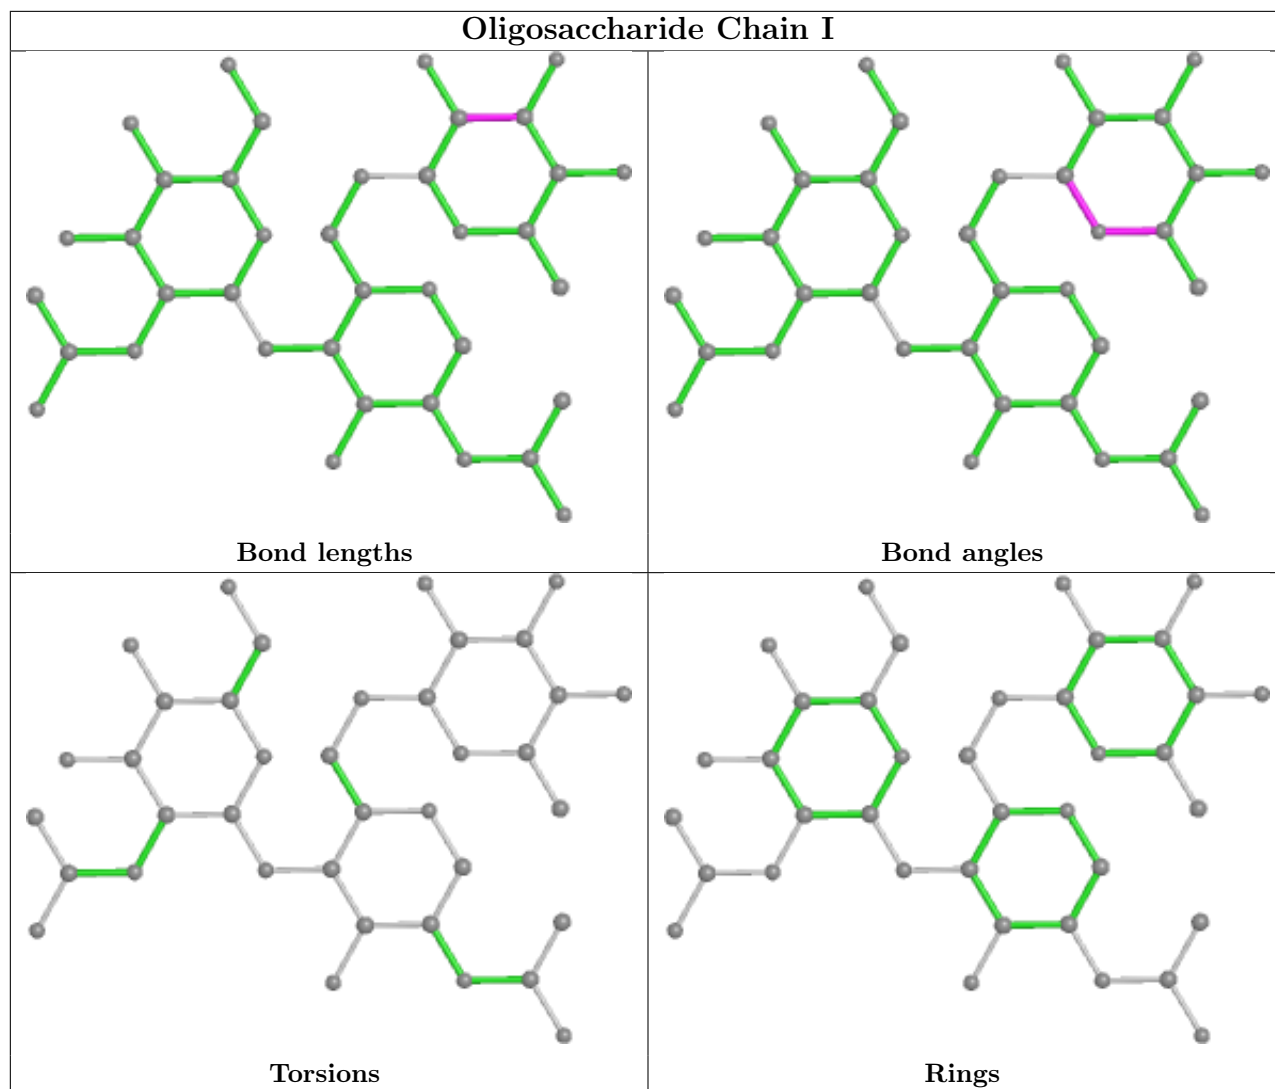 Oligosaccharide Chain I
Bond lengths
Bond angles
Torsions
Rings